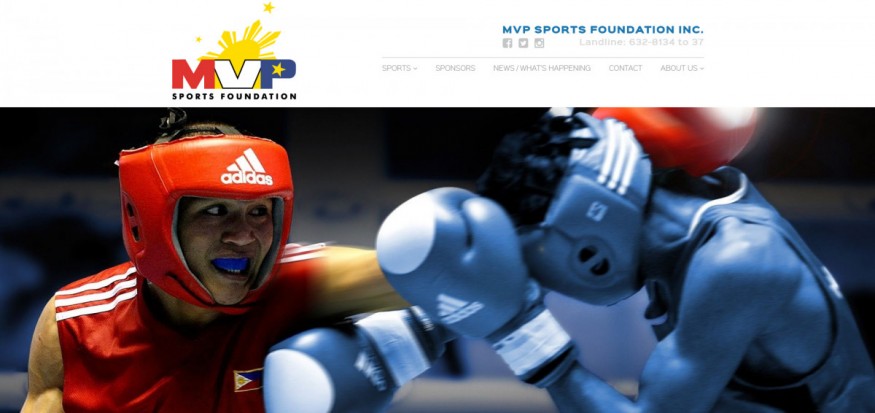 MVP
SPORTS FOUNDATION
MVP SPORTS FOUNDATION INC.
Landline: 632-8134 to 37
SPORTS
SPONSORS
NEWS / WHAT'S HAPPENING
CONTACT
ABOUT US
adidas
adidas